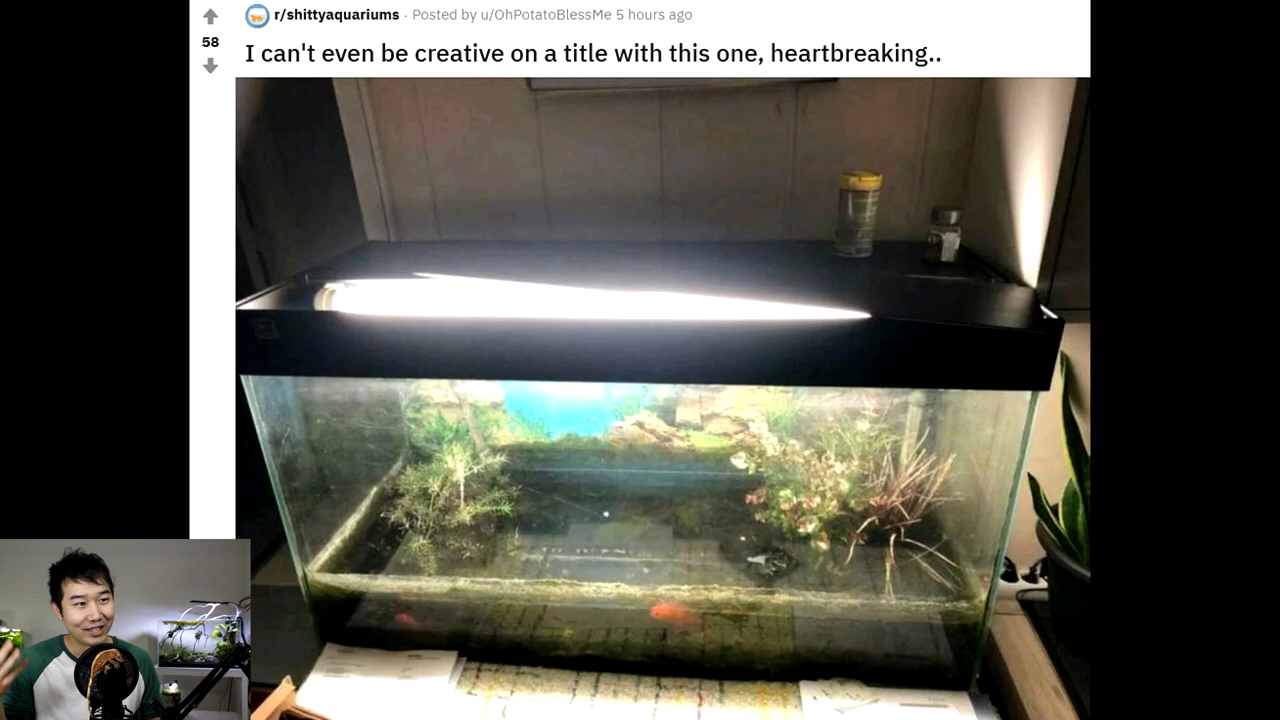 r/shittyaquariums · Posted by u/OhPotatoBlessMe 5 hours ago
58
I can't even be creative on a title with this one, heartbreaking..